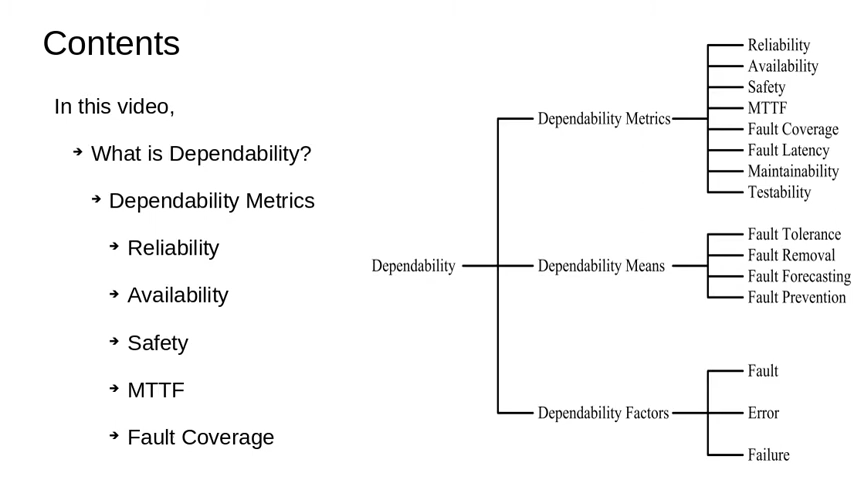 Contents
In this video,
What is Dependability?
Dependability Metrics
Reliability
Availability
Safety
MTTF
Fault Coverage
Dependability
Dependability Metrics
Reliability
Availability
Safety
MTTF
Fault Coverage
Fault Latency
Maintainability
Testability
Dependability Means
Fault Tolerance
Fault Removal
Fault Forecasting
Fault Prevention
Dependability Factors
Fault
Error
Failure